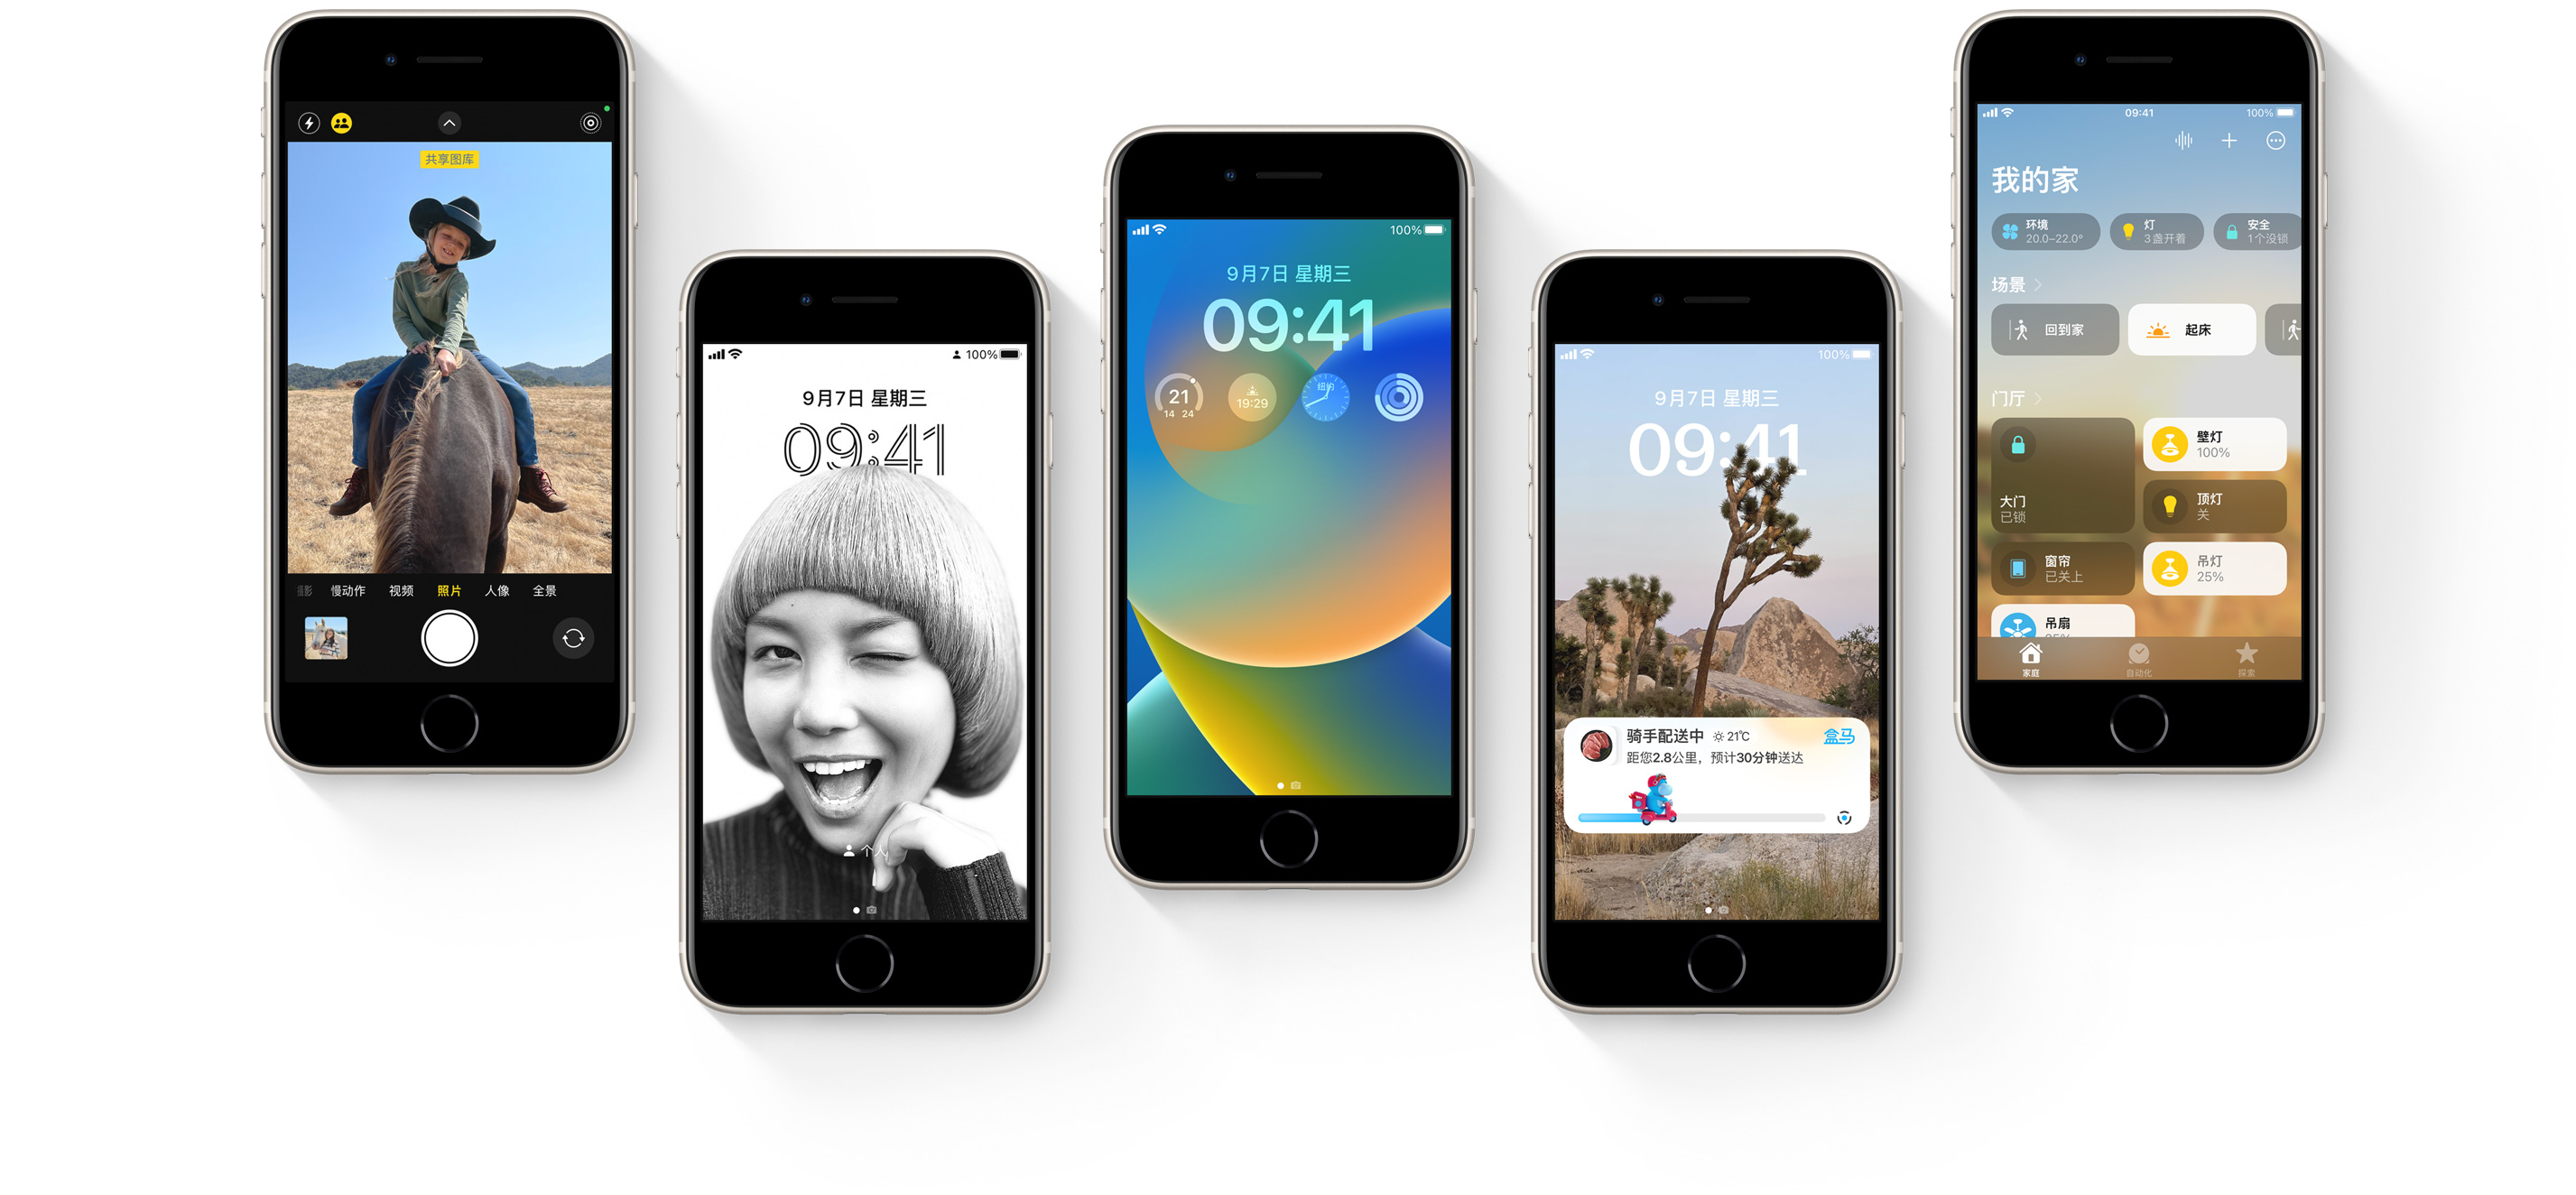 共享图库
慢动作
视频
照片
人像
全景
100%
9月7日 星期三
09:41
个人
100%
9月7日 星期三
09:41
21
14 24
19:29
纽约
100%
9月7日 星期三
09:41
骑手配送中 21℃
盒马
距您2.8公里，预计30分钟送达
09:41
100%
我的家
环境
20.0–22.0°
灯
3盏开着
安全
1个没锁
场景
回到家
起床
门厅
大门
已锁
壁灯
100%
顶灯
关
窗帘
已关上
吊灯
25%
吊扇
家庭
自动化
探索